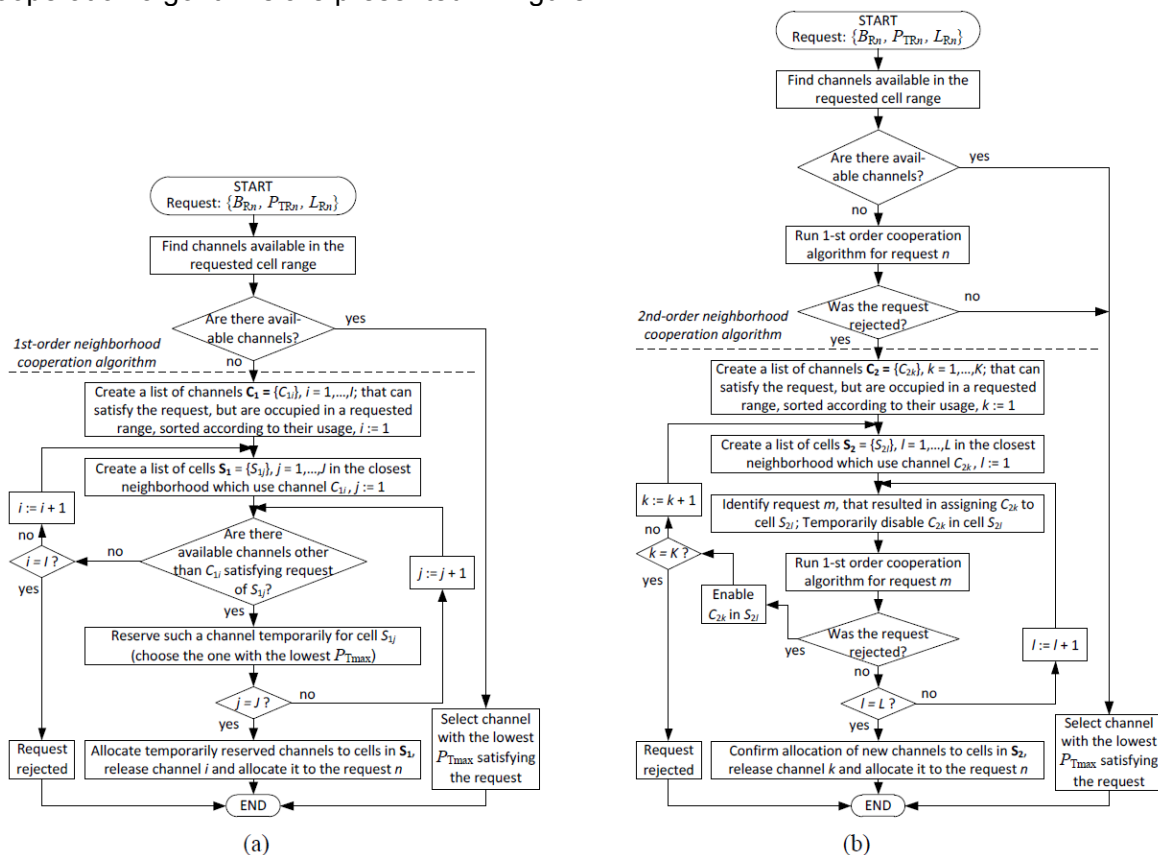 START
Request: {B_Rn, P_TRn, L_Rn}
Find channels available in the
requested cell range
Are there avail-
able channels?
yes
no
1st-order neighborhood
cooperation algorithm
Create a list of channels C₁ = {C₁ᵢ}, i = 1,...,I; that can
satisfy the request, but are occupied in a requested
range, sorted according to their usage, i := 1
Create a list of cells S₁ = {S₁ⱼ}, j = 1,...,J in the closest
neighborhood which use channel C₁ᵢ, j := 1
i := i + 1
no
i = I ?
yes
no
Are there
available channels other
than C₁ᵢ satisfying request
of S₁ⱼ?
yes
j := j + 1
Reserve such a channel temporarily for cell S₁ⱼ
(choose the one with the lowest P_Tmax)
j = J ?
no
yes
Request
rejected
Allocate temporarily reserved channels to cells in S₁,
release channel i and allocate it to the request n
Select channel
with the lowest
P_Tmax satisfying
the request
END
(a)
START
Request: {B_Rn, P_TRn, L_Rn}
Find channels available in the
requested cell range
Are there avail-
able channels?
yes
no
Run 1-st order cooperation
algorithm for request n
Was the request
rejected?
no
yes
2nd-order neighborhood
cooperation algorithm
Create a list of channels C₂ = {C₂ₖ}, k = 1,...,K; that can
satisfy the request, but are occupied in a requested
range, sorted according to their usage, k := 1
Create a list of cells S₂ = {S₂ₗ}, l = 1,...,L in the closest
neighborhood which use channel C₂ₖ, l := 1
k := k + 1
no
k = K ?
yes
Identify request m, that resulted in assigning C₂ₖ to
cell S₂ₗ; Temporarily disable C₂ₖ in cell S₂ₗ
Run 1-st order cooperation
algorithm for request m
Enable
C₂ₖ in S₂ₗ
Was the request
rejected?
yes
no
l := l + 1
l = L ?
no
yes
Request
rejected
Confirm allocation of new channels to cells in S₂,
release channel k and allocate it to the request n
Select channel
with the lowest
P_Tmax satisfying
the request
END
(b)